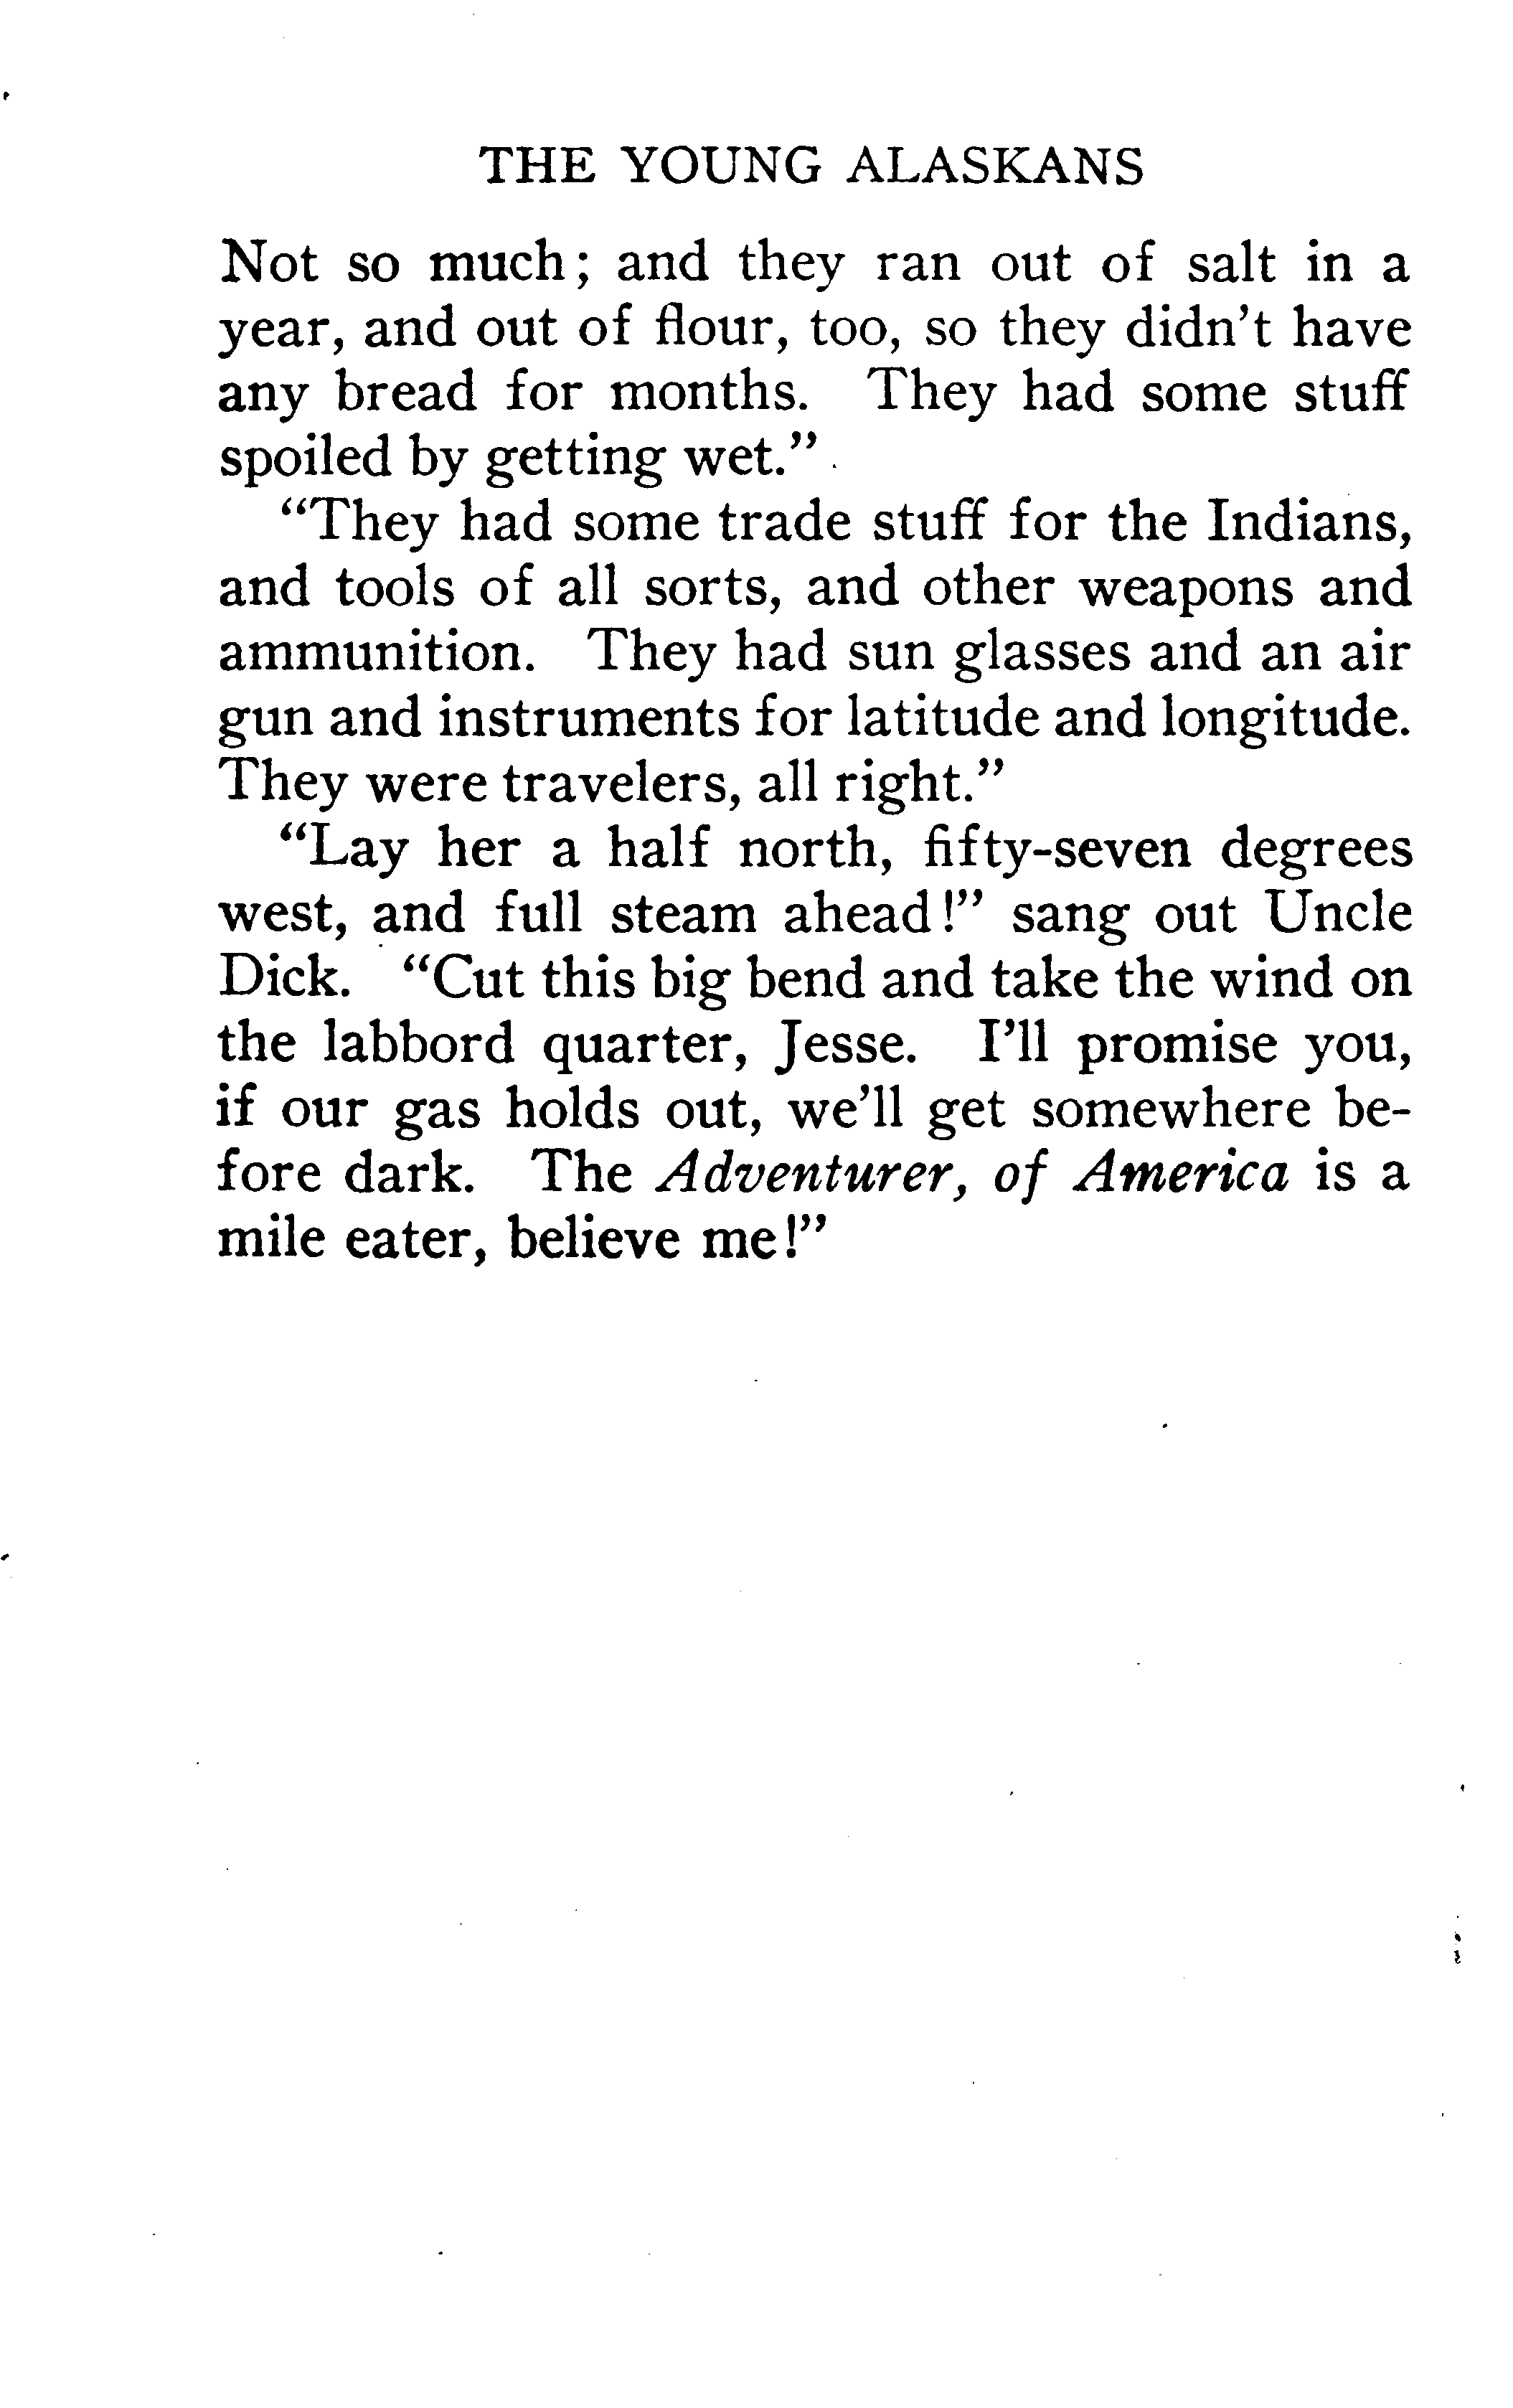 THE YOUNG ALASKANS
Not so much; and they ran out of salt in a
year, and out of flour, too, so they didn't have
any bread for months. They had some stuff
spoiled by getting wet."
"They had some trade stuff for the Indians,
and tools of all sorts, and other weapons and
ammunition. They had sun glasses and an air
gun and instruments for latitude and longitude.
They were travelers, all right."
"Lay her a half north, fifty-seven degrees
west, and full steam ahead!" sang out Uncle
Dick. "Cut this big bend and take the wind on
the labbord quarter, Jesse. I'll promise you,
if our gas holds out, we'll get somewhere be-
fore dark. The Adventurer, of America is a
mile eater, believe me!"